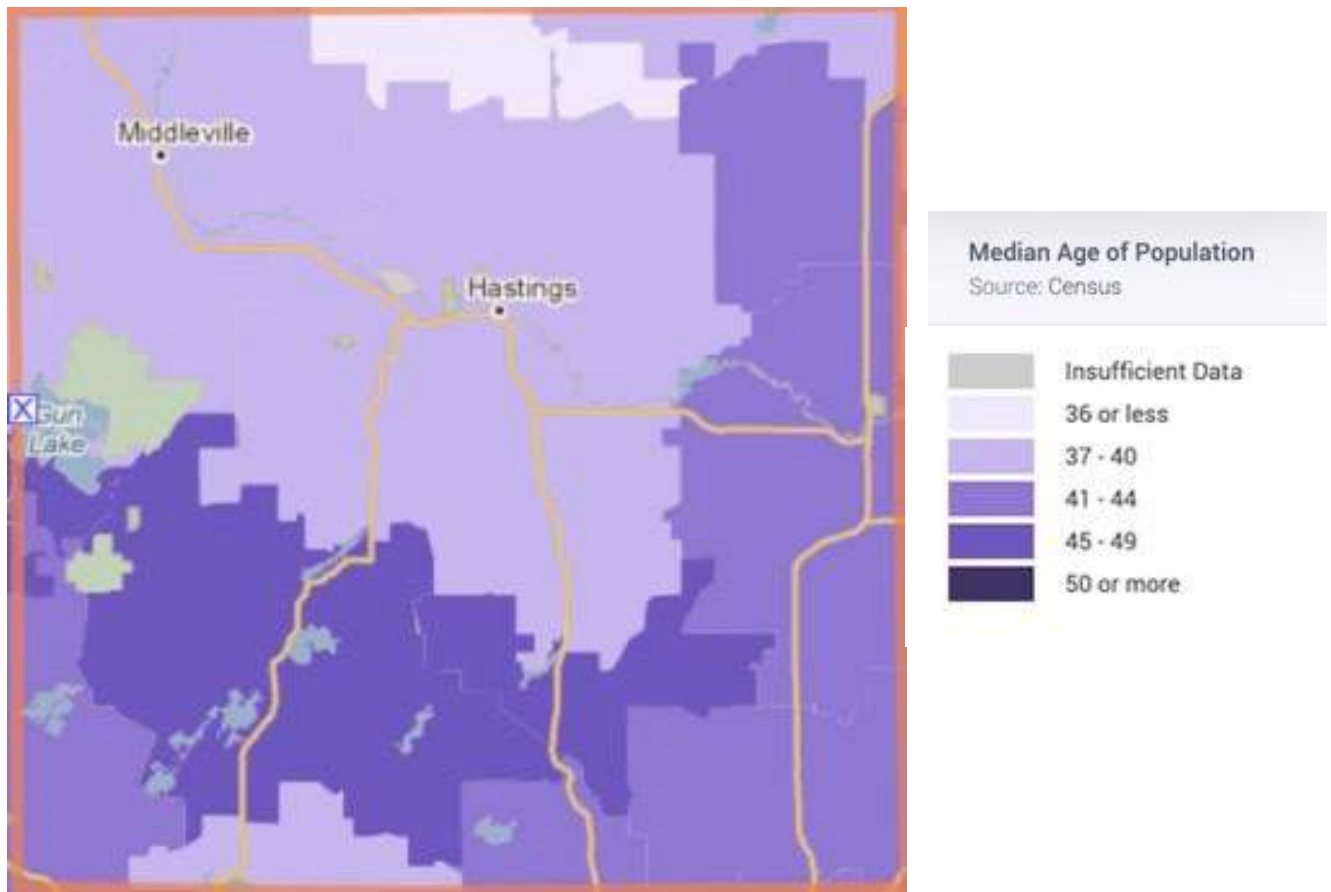 Middleville
Hastings
Gun
Lake
Median Age of Population
Source: Census
Insufficient Data
36 or less
37 - 40
41 - 44
45 - 49
50 or more